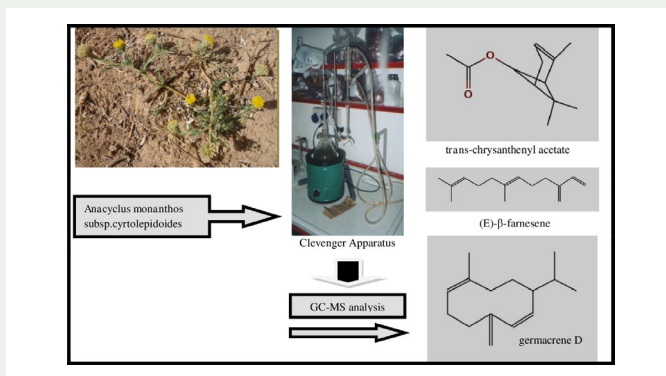 Anacyclus monanthos
subsp.cyrtolepidoides
Clevenger Apparatus
GC-MS analysis
O
O
trans-chrysanthenyl acetate
(E)-β-farnesene
germacrene D